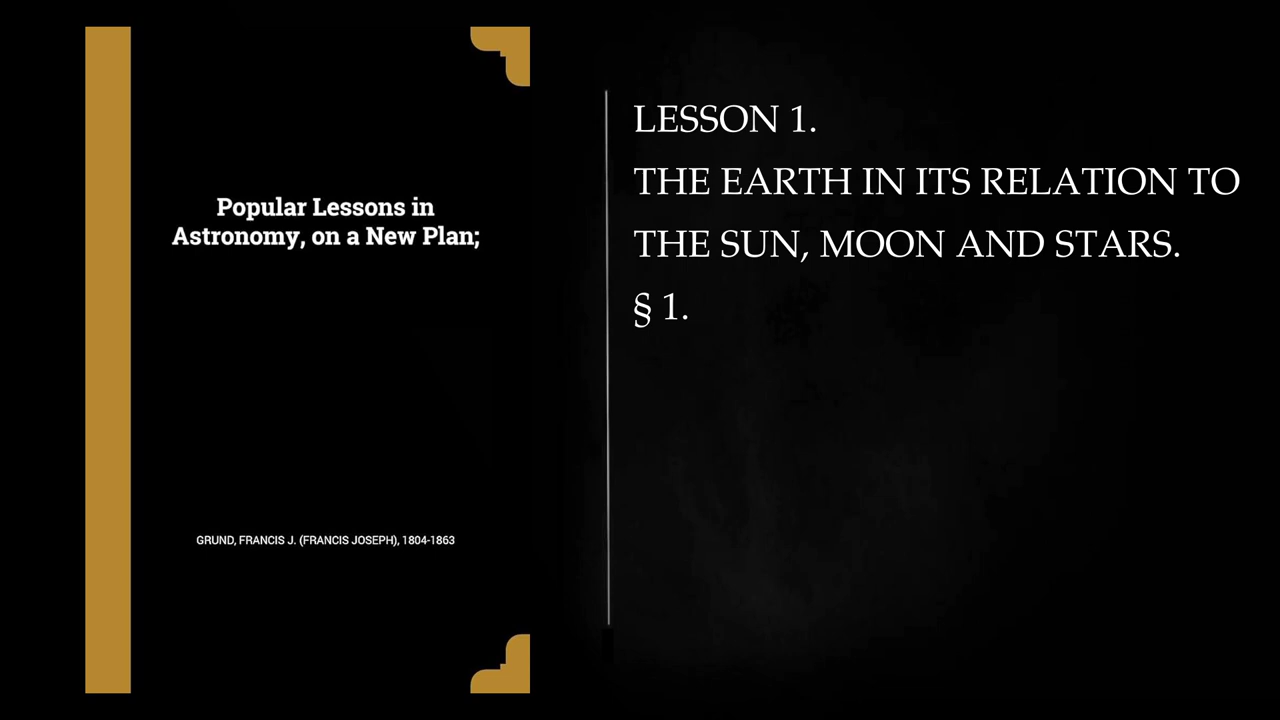 Popular Lessons in
Astronomy, on a New Plan;
GRUND, FRANCIS J. (FRANCIS JOSEPH), 1804-1863
LESSON 1.
THE EARTH IN ITS RELATION TO
THE SUN, MOON AND STARS.
§ 1.